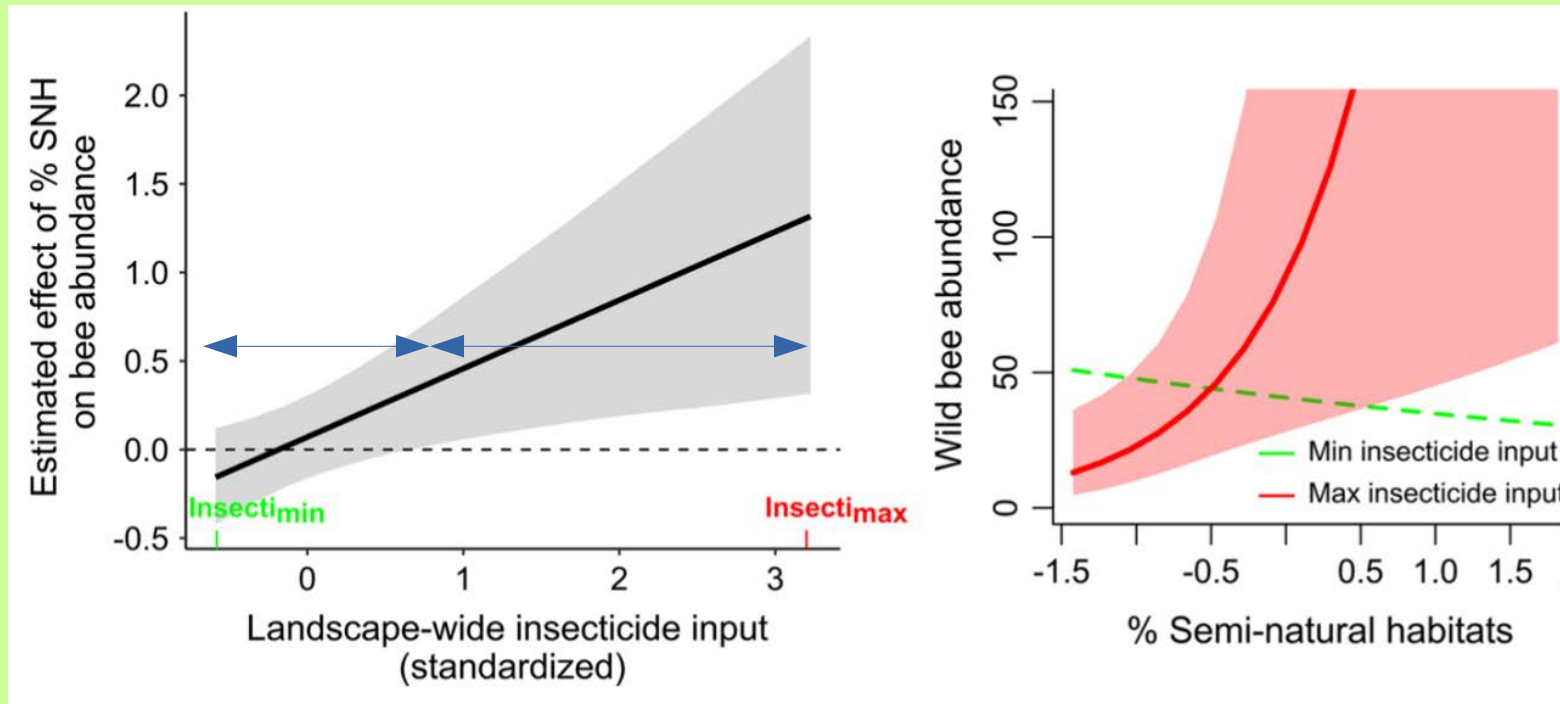 Estimated effect of % SNH
on bee abundance
2.0
1.5
1.0
0.5
0.0
-0.5
Insectimin
Insectimax
0 1 2 3
Landscape-wide insecticide input
(standardized)
Wild bee abundance
150
100
50
0
Min insecticide input
Max insecticide input
-1.5 -0.5 0.5 1.0 1.5
% Semi-natural habitats